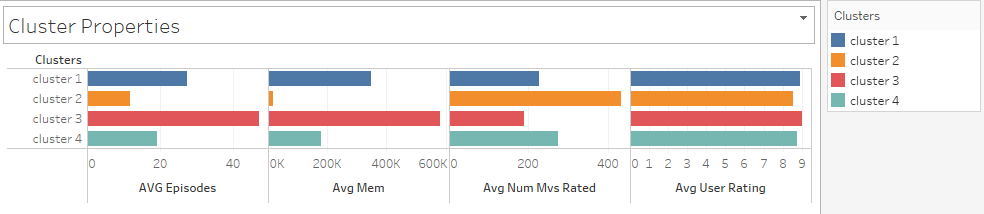 Cluster Properties
Clusters
cluster 1
cluster 2
cluster 3
cluster 4
0 20 40
0K 200K 400K 600K
0 200 400
0 1 2 3 4 5 6 7 8 9
AVG Episodes
Avg Mem
Avg Num Mvs Rated
Avg User Rating
Clusters
cluster 1
cluster 2
cluster 3
cluster 4